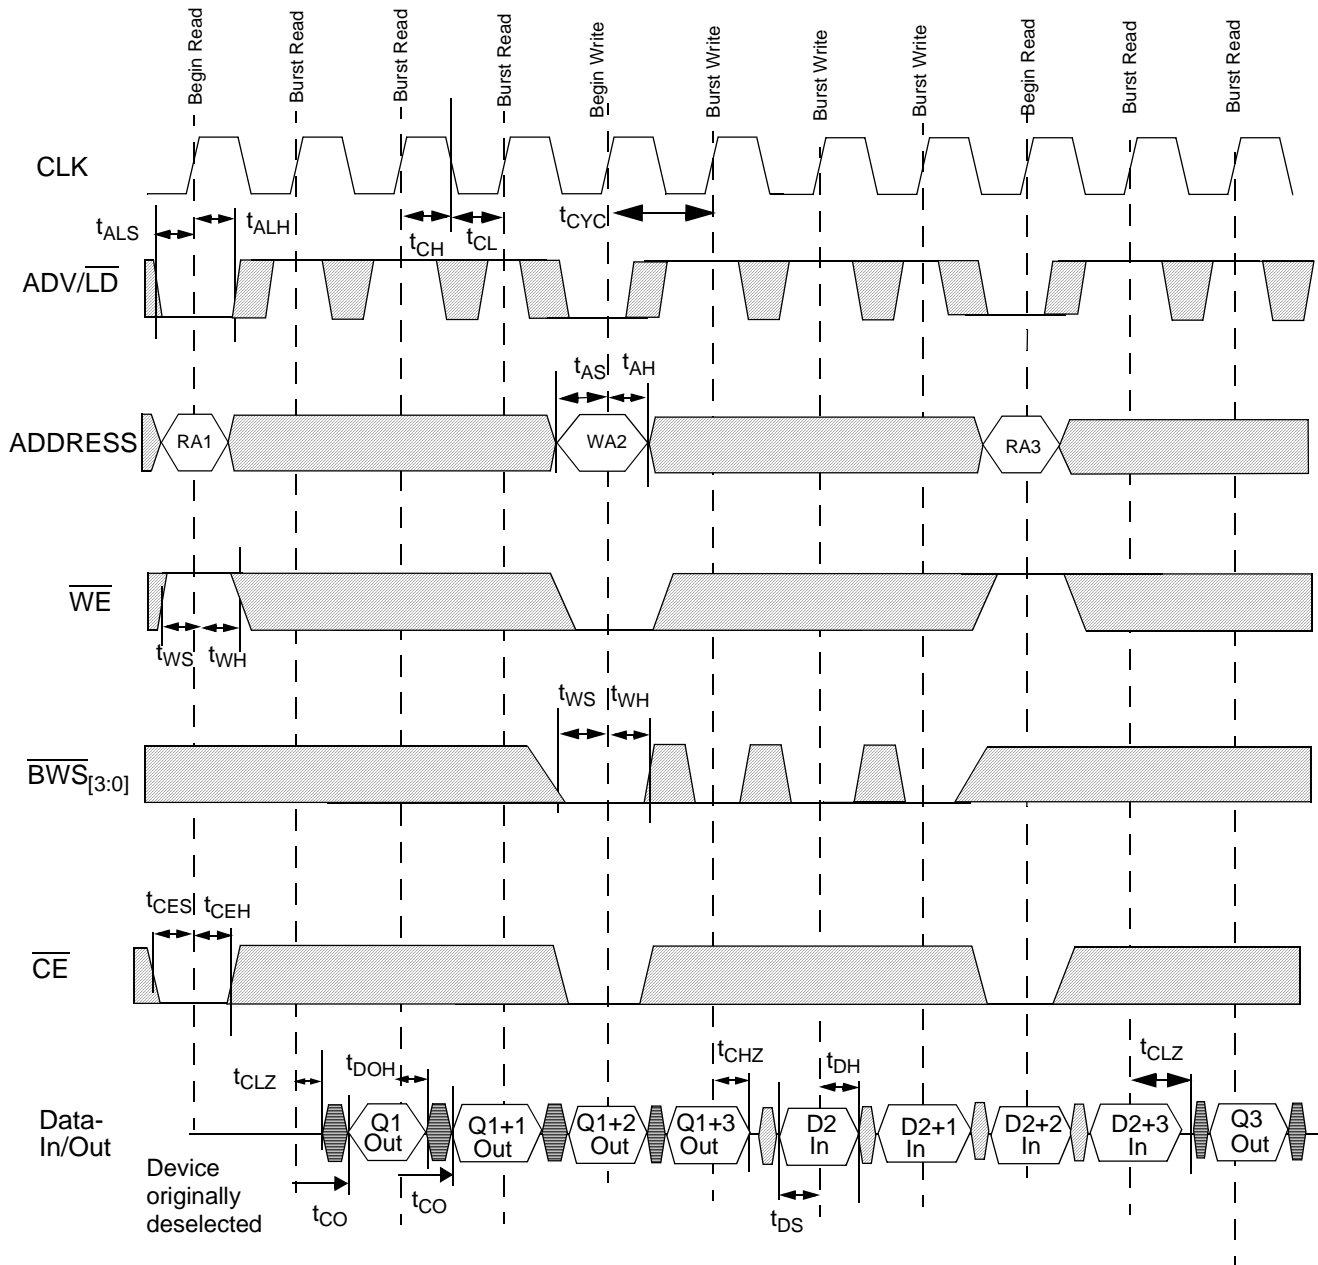 Begin Read
Burst Read
Burst Read
Burst Read
Begin Write
Burst Write
Burst Write
Burst Write
Begin Read
Burst Read
Burst Read
CLK
tALS
tALH
tCH
tCL
tCYC
ADV/LD
tAS
tAH
ADDRESS
RA1
WA2
RA3
WE
tWS
tWH
tWS
tWH
BWS[3:0]
tCES
tCEH
CE
tCLZ
tDOH
tCHZ
tDH
tCLZ
Data-
In/Out
Q1
Out
Q1+1
Out
Q1+2
Out
Q1+3
Out
D2
In
D2+1
In
D2+2
In
D2+3
In
Q3
Out
Device
originally
deselected
tCO
tCO
tDS